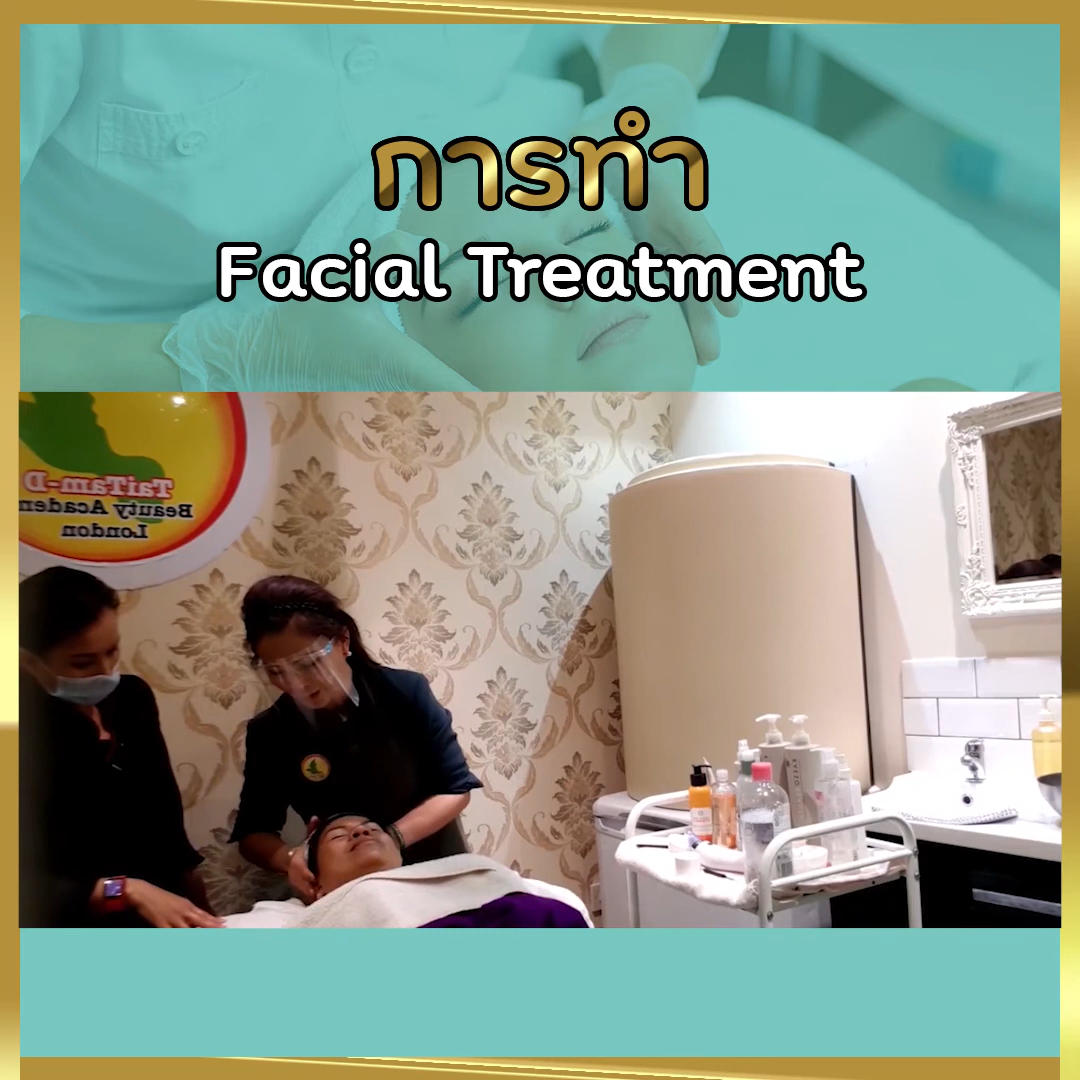 การทำ
Facial Treatment
TaiTam-D
Beauty Academ
London